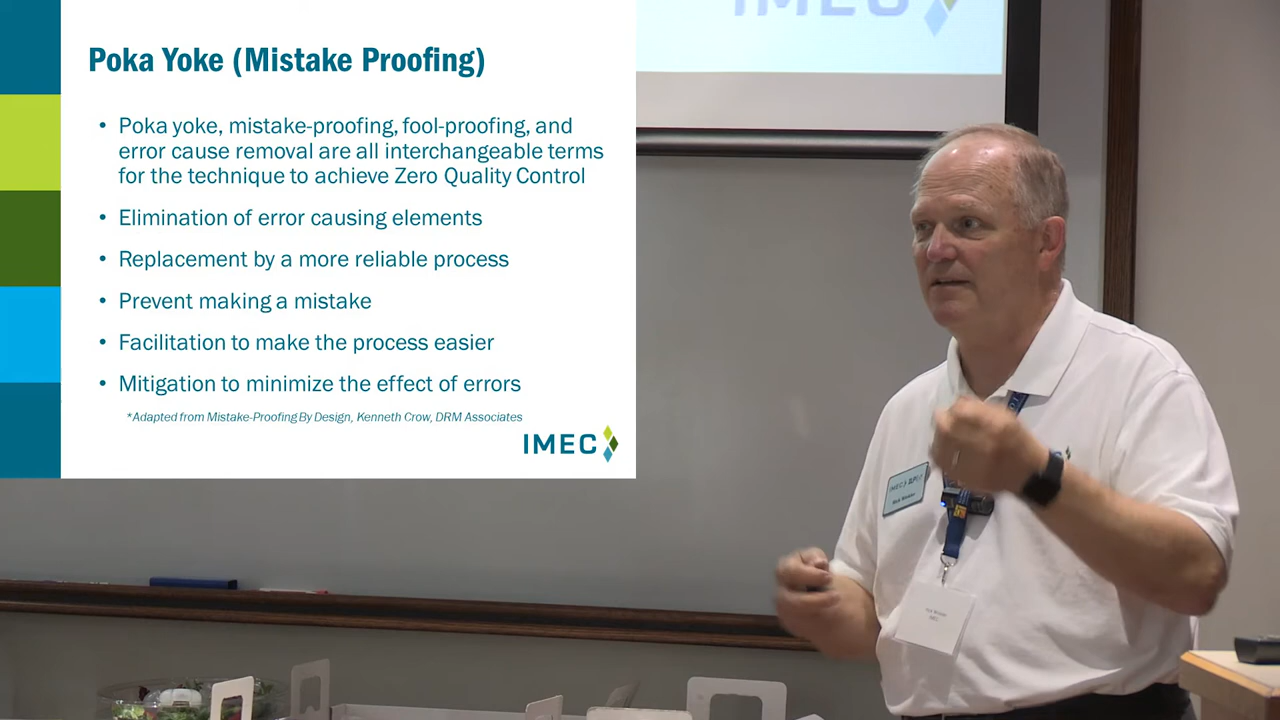 Poka Yoke (Mistake Proofing)
• Poka yoke, mistake-proofing, fool-proofing, and
error cause removal are all interchangeable terms
for the technique to achieve Zero Quality Control
• Elimination of error causing elements
• Replacement by a more reliable process
• Prevent making a mistake
• Facilitation to make the process easier
• Mitigation to minimize the effect of errors
*Adapted from Mistake-Proofing By Design, Kenneth Crow, DRM Associates
IMEC
IMEC
IMEC
IMEC